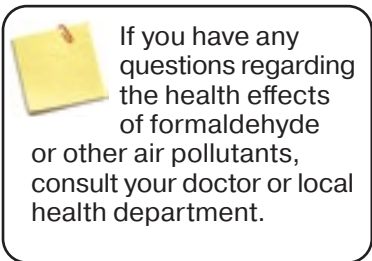 If you have any
questions regarding
the health effects
of formaldehyde
or other air pollutants,
consult your doctor or local
health department.